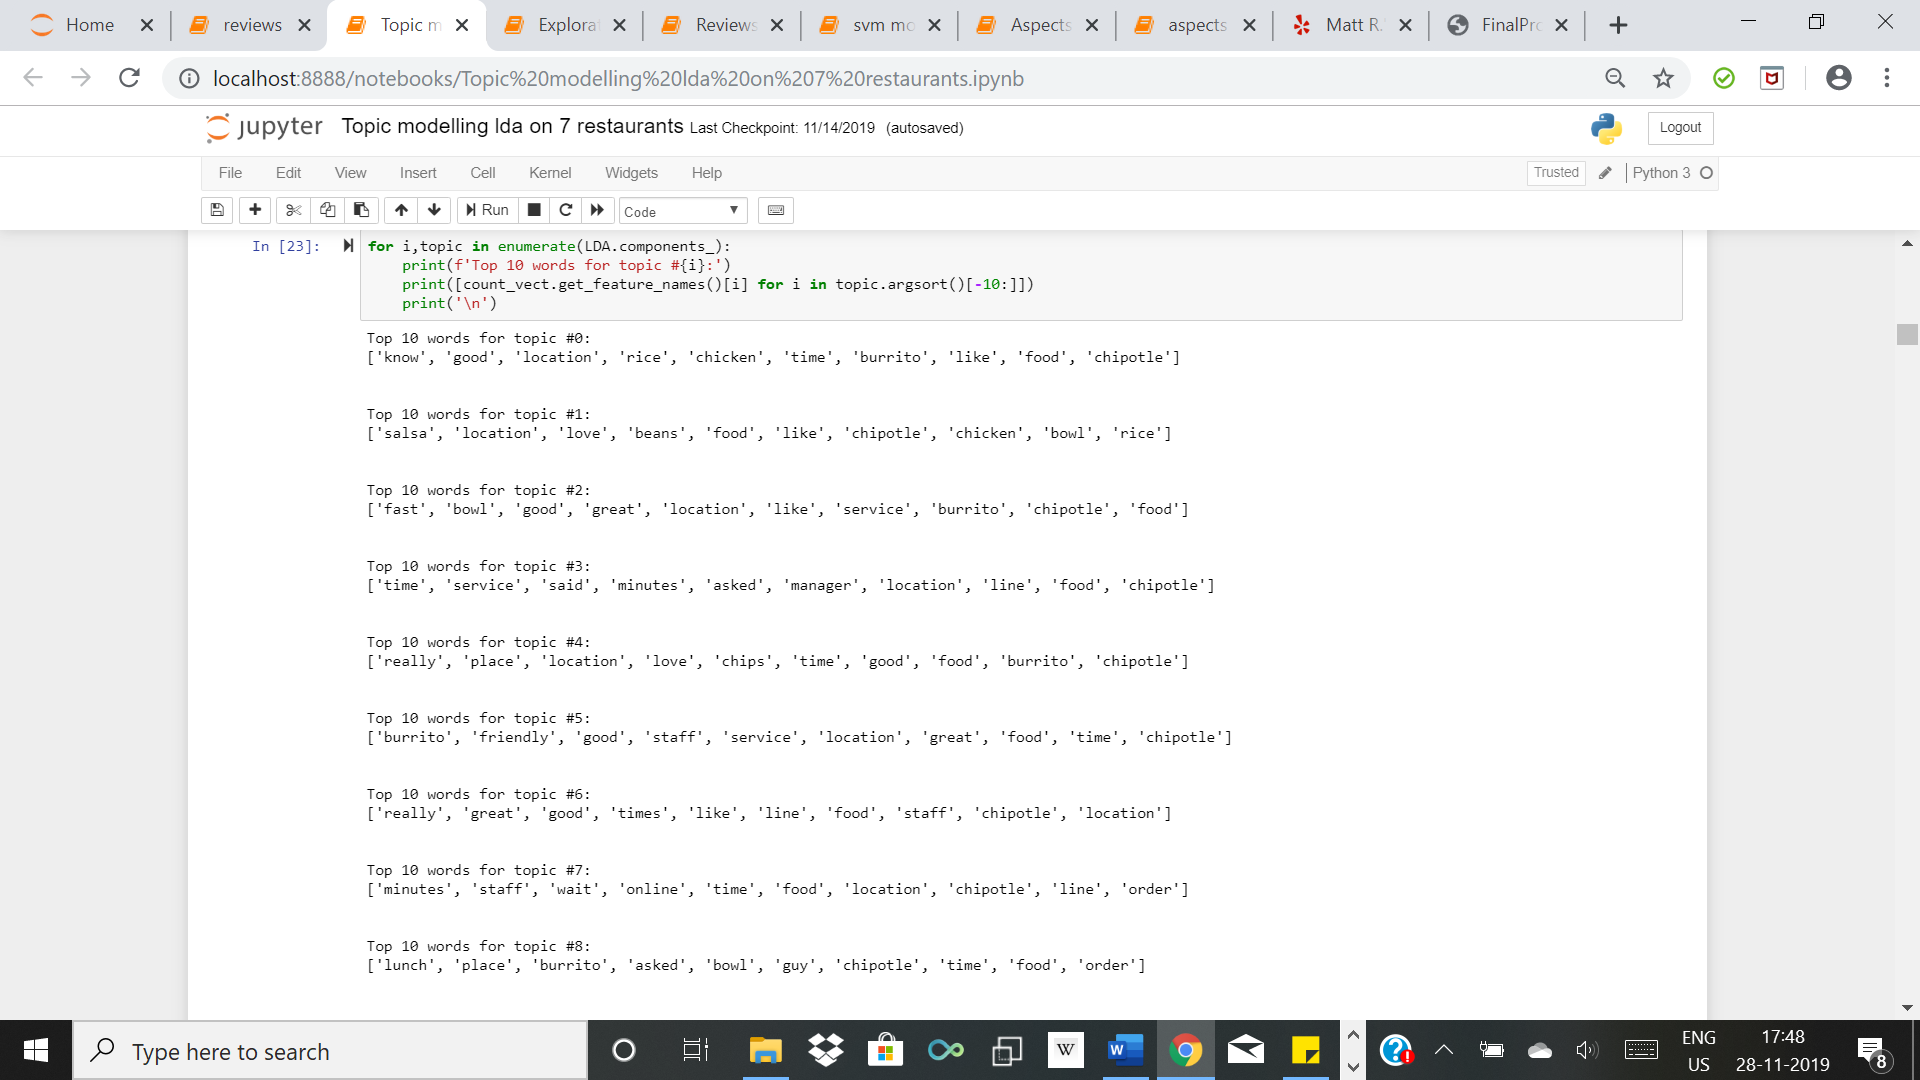 Home
reviews
Topic m
Explorat
Reviews
svm mo
Aspects
aspects
Matt R.
FinalPro
localhost:8888/notebooks/Topic%20modelling%20lda%20on%207%20restaurants.ipynb
jupyter Topic modelling lda on 7 restaurants Last Checkpoint: 11/14/2019 (autosaved)
Logout
File Edit View Insert Cell Kernel Widgets Help
Trusted Python 3
Run Code
In [23]: for i,topic in enumerate(LDA.components_):
print(f'Top 10 words for topic #{i}:')
print([count_vect.get_feature_names()[i] for i in topic.argsort()[-10:]])
print('\n')
Top 10 words for topic #0:
['know', 'good', 'location', 'rice', 'chicken', 'time', 'burrito', 'like', 'food', 'chipotle']
Top 10 words for topic #1:
['salsa', 'location', 'love', 'beans', 'food', 'like', 'chipotle', 'chicken', 'bowl', 'rice']
Top 10 words for topic #2:
['fast', 'bowl', 'good', 'great', 'location', 'like', 'service', 'burrito', 'chipotle', 'food']
Top 10 words for topic #3:
['time', 'service', 'said', 'minutes', 'asked', 'manager', 'location', 'line', 'food', 'chipotle']
Top 10 words for topic #4:
['really', 'place', 'location', 'love', 'chips', 'time', 'good', 'food', 'burrito', 'chipotle']
Top 10 words for topic #5:
['burrito', 'friendly', 'good', 'staff', 'service', 'location', 'great', 'food', 'time', 'chipotle']
Top 10 words for topic #6:
['really', 'great', 'good', 'times', 'like', 'line', 'food', 'staff', 'chipotle', 'location']
Top 10 words for topic #7:
['minutes', 'staff', 'wait', 'online', 'time', 'food', 'location', 'chipotle', 'line', 'order']
Top 10 words for topic #8:
['lunch', 'place', 'burrito', 'asked', 'bowl', 'guy', 'chipotle', 'time', 'food', 'order']
Type here to search
W
W
ENG
US
17:48
28-11-2019
8